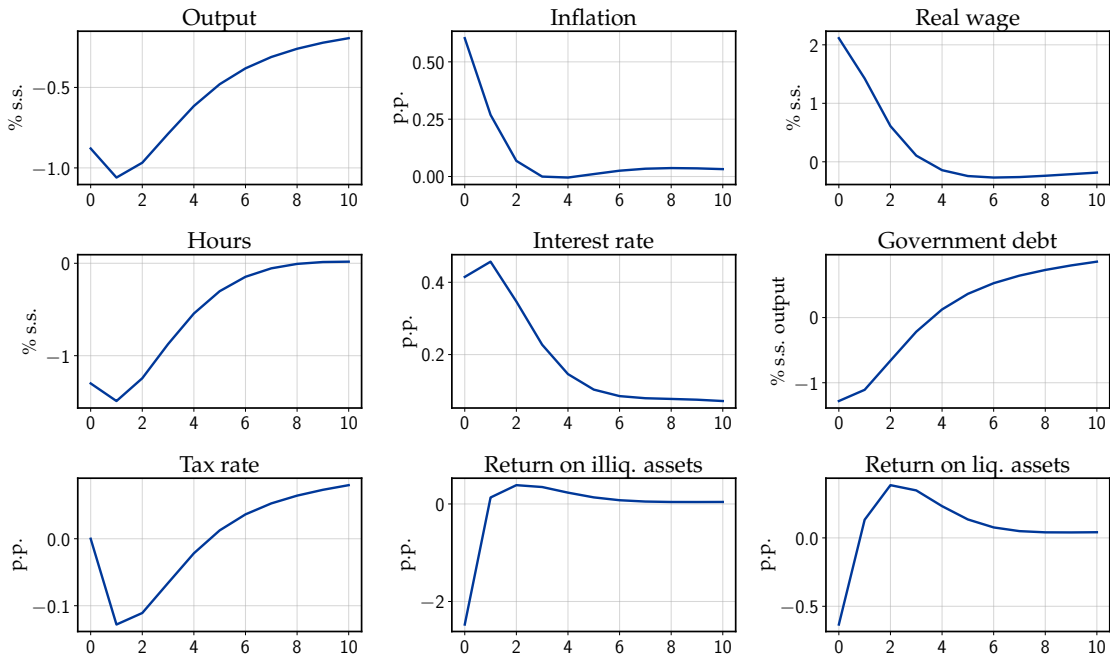 Output
% s.s.
−0.5
−1.0
0 2 4 6 8 10
Inflation
p.p.
0.50
0.25
0.00
0 2 4 6 8 10
Real wage
% s.s.
2
1
0
0 2 4 6 8 10
Hours
% s.s.
0
−1
0 2 4 6 8 10
Interest rate
p.p.
0.4
0.2
0 2 4 6 8 10
Government debt
% s.s. output
0
−1
0 2 4 6 8 10
Tax rate
p.p.
0.0
−0.1
0 2 4 6 8 10
Return on illiq. assets
p.p.
0
−2
0 2 4 6 8 10
Return on liq. assets
p.p.
0.0
−0.5
0 2 4 6 8 10